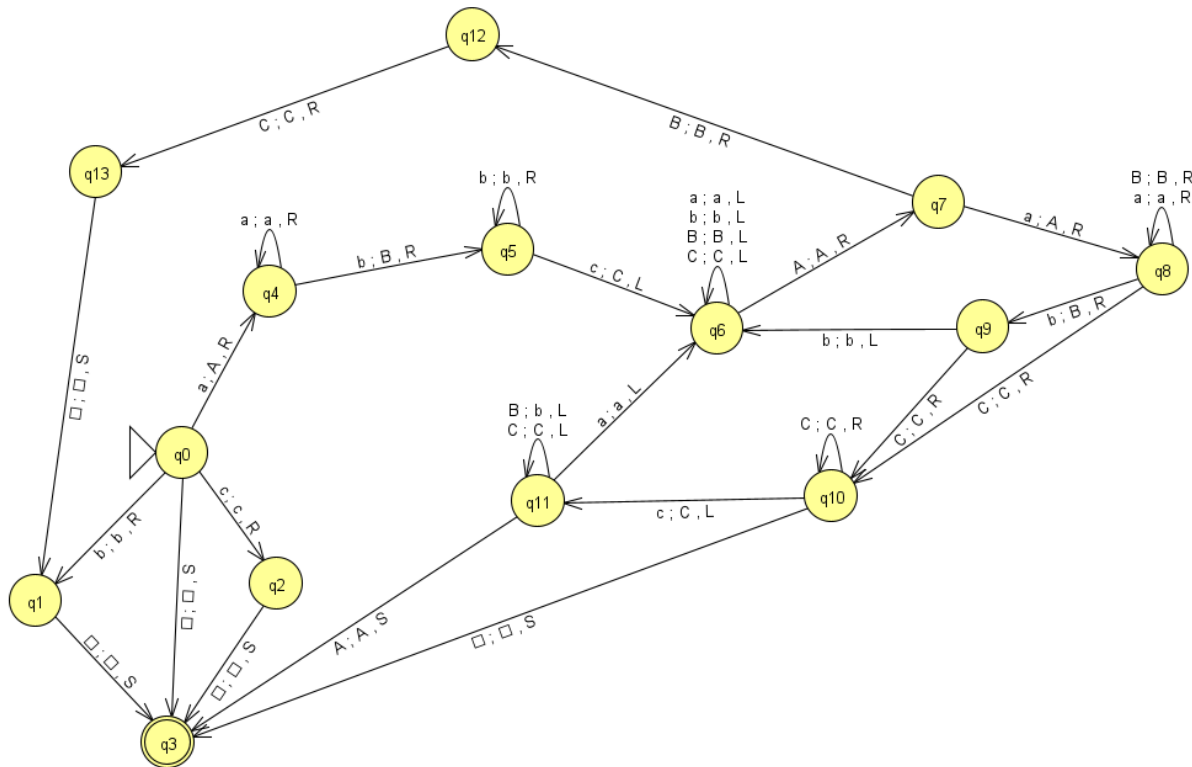 q12
C ; C , R
B ; B , R
q13
q7
B ; B , R
a ; a , R
b ; b , R
a ; a , L
b ; b , L
B ; B , L
C ; C , L
a ; a , R
q5
a ; A , R
q8
b ; B , R
q4
c ; C , L
A ; A , R
b ; B , R
q6
q9
b ; b , L
□ ; □ , S
a ; A , R
C ; C , R
C ; C , R
a ; a , L
B ; b , L
C ; C , L
C ; C , R
q0
q11
c ; C , L
q10
b ; b , R
c ; c , R
□ ; □ , S
q1
q2
□ ; □ , S
□ ; □ , S
A ; A , S
□ ; □ , S
q3